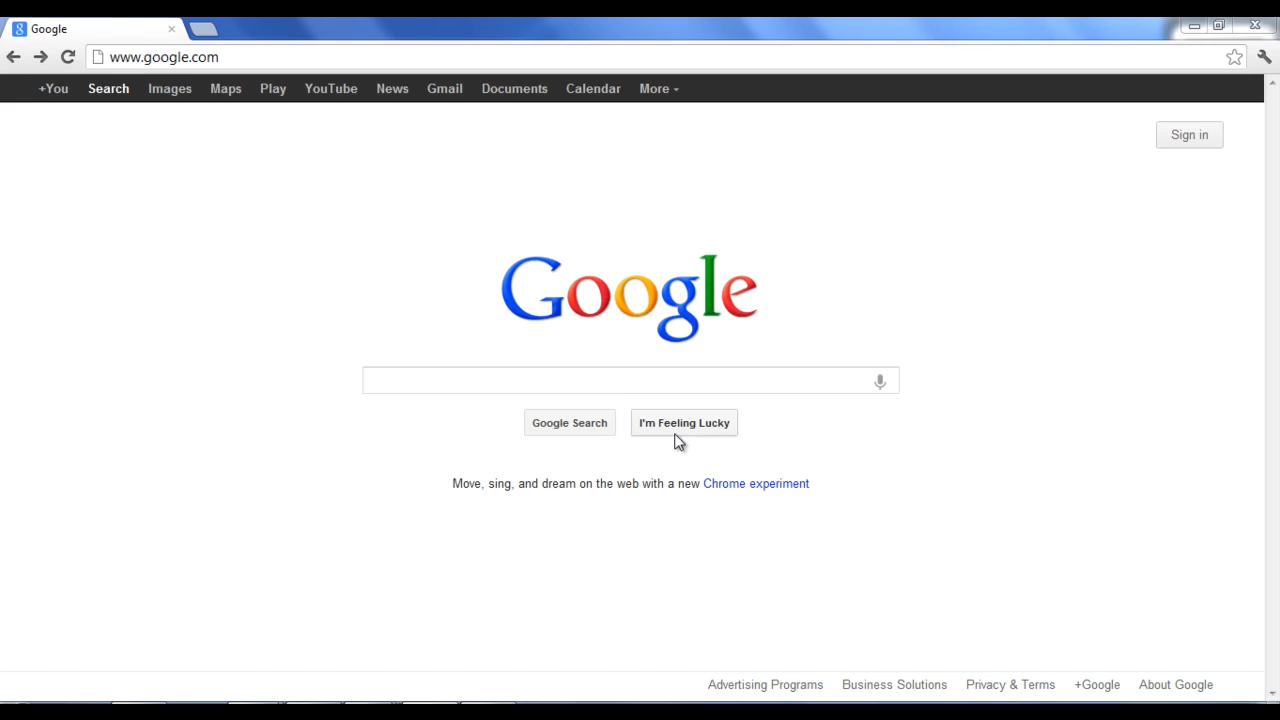 Google
www.google.com
+You Search Images Maps Play YouTube News Gmail Documents Calendar More
Sign in
Google
Google Search I'm Feeling Lucky
Move, sing, and dream on the web with a new Chrome experiment
Advertising Programs Business Solutions Privacy & Terms +Google About Google